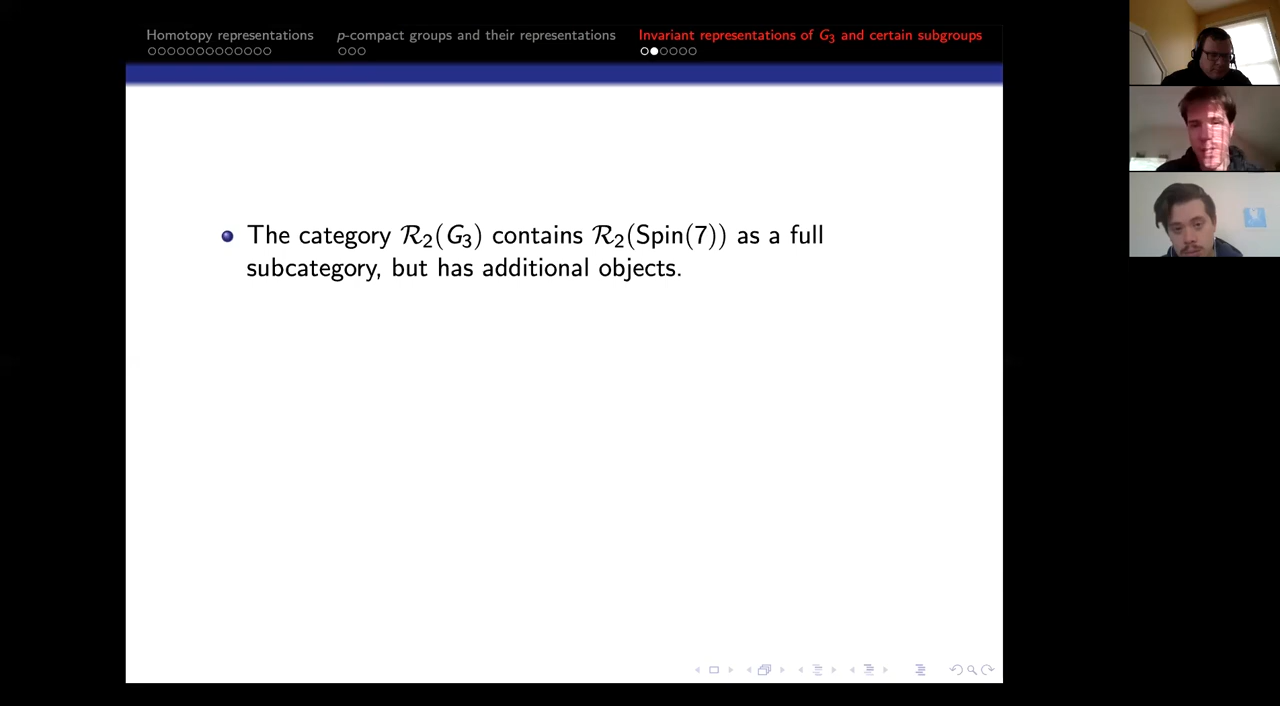 Homotopy representations
p-compact groups and their representations
Invariant representations of G₃ and certain subgroups
The category ℛ₂(G₃) contains ℛ₂(Spin(7)) as a full
subcategory, but has additional objects.